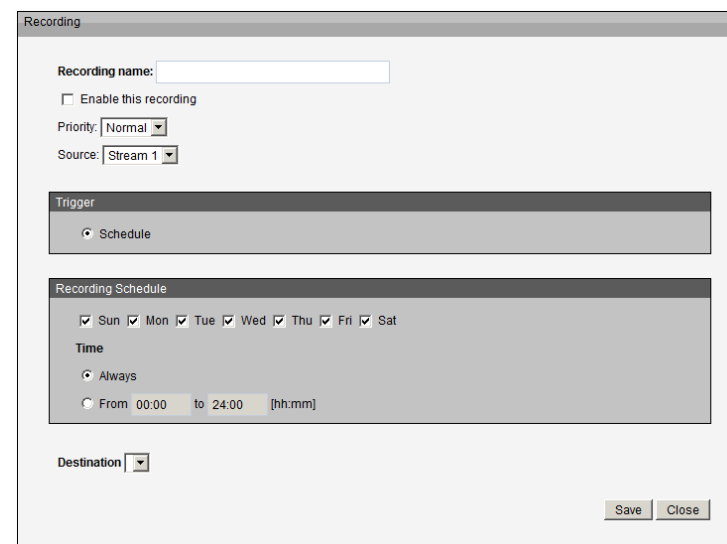 Recording
Recording name:
Enable this recording
Priority: Normal
Source: Stream 1
Trigger
Schedule
Recording Schedule
Sun Mon Tue Wed Thu Fri Sat
Time
Always
From 00:00 to 24:00 [hh:mm]
Destination
Save Close